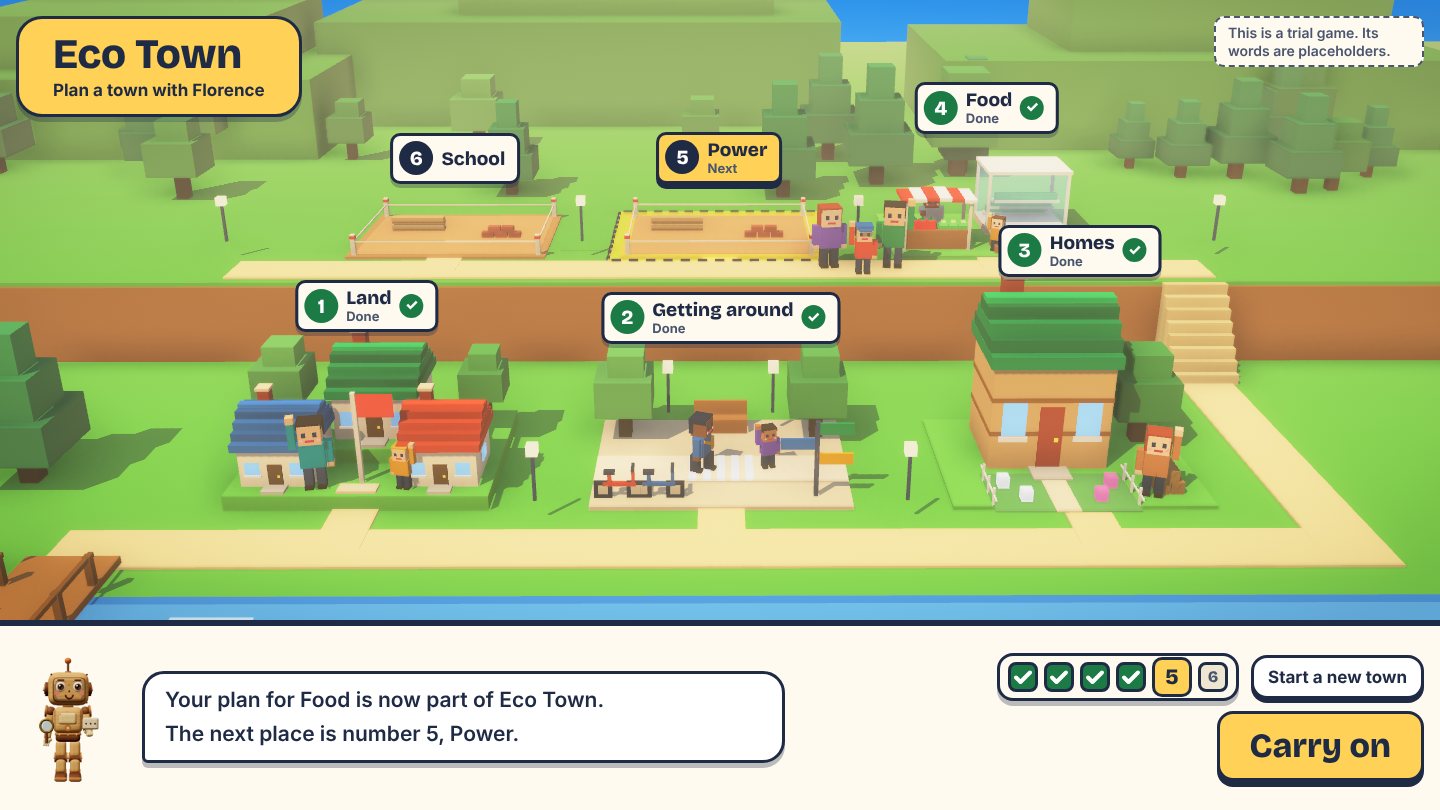 Eco Town
Plan a town with Florence
This is a trial game. Its
words are placeholders.
4 Food
Done
6 School
5 Power
Next
3 Homes
Done
1 Land
Done
2 Getting around
Done
Your plan for Food is now part of Eco Town.
The next place is number 5, Power.
5 6
Start a new town
Carry on